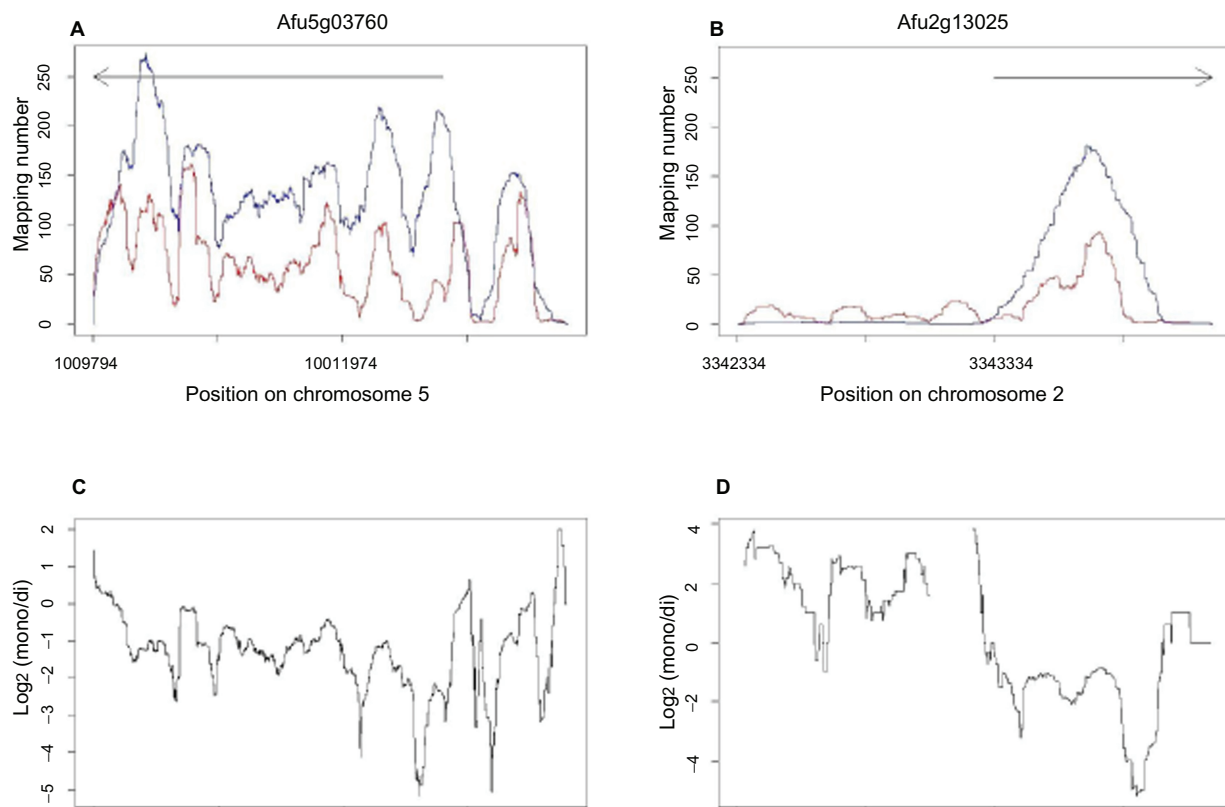 A
Afu5g03760
Mapping number
250
200
150
100
50
0
1009794
10011974
Position on chromosome 5
B
Afu2g13025
Mapping number
250
200
150
100
50
0
3342334
3343334
Position on chromosome 2
C
Log2 (mono/di)
2
1
0
−1
−2
−3
−4
−5
D
Log2 (mono/di)
4
2
0
−2
−4